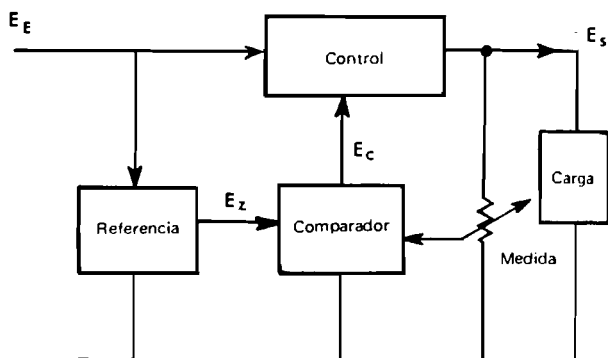 E_E
Control
E_s
E_c
Carga
Referencia
E_z
Comparador
Medida